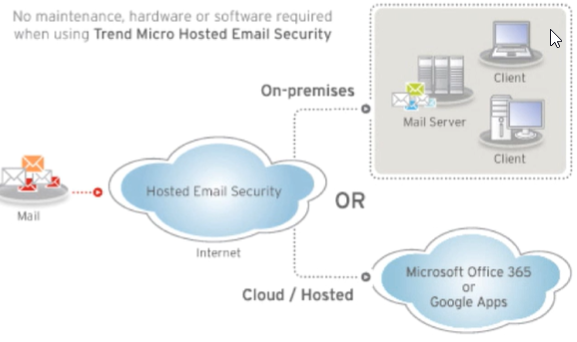 No maintenance, hardware or software required
when using Trend Micro Hosted Email Security
On-premises
Client
Mail Server
Client
Hosted Email Security
OR
Mail
Internet
Microsoft Office 365
or
Google Apps
Cloud / Hosted